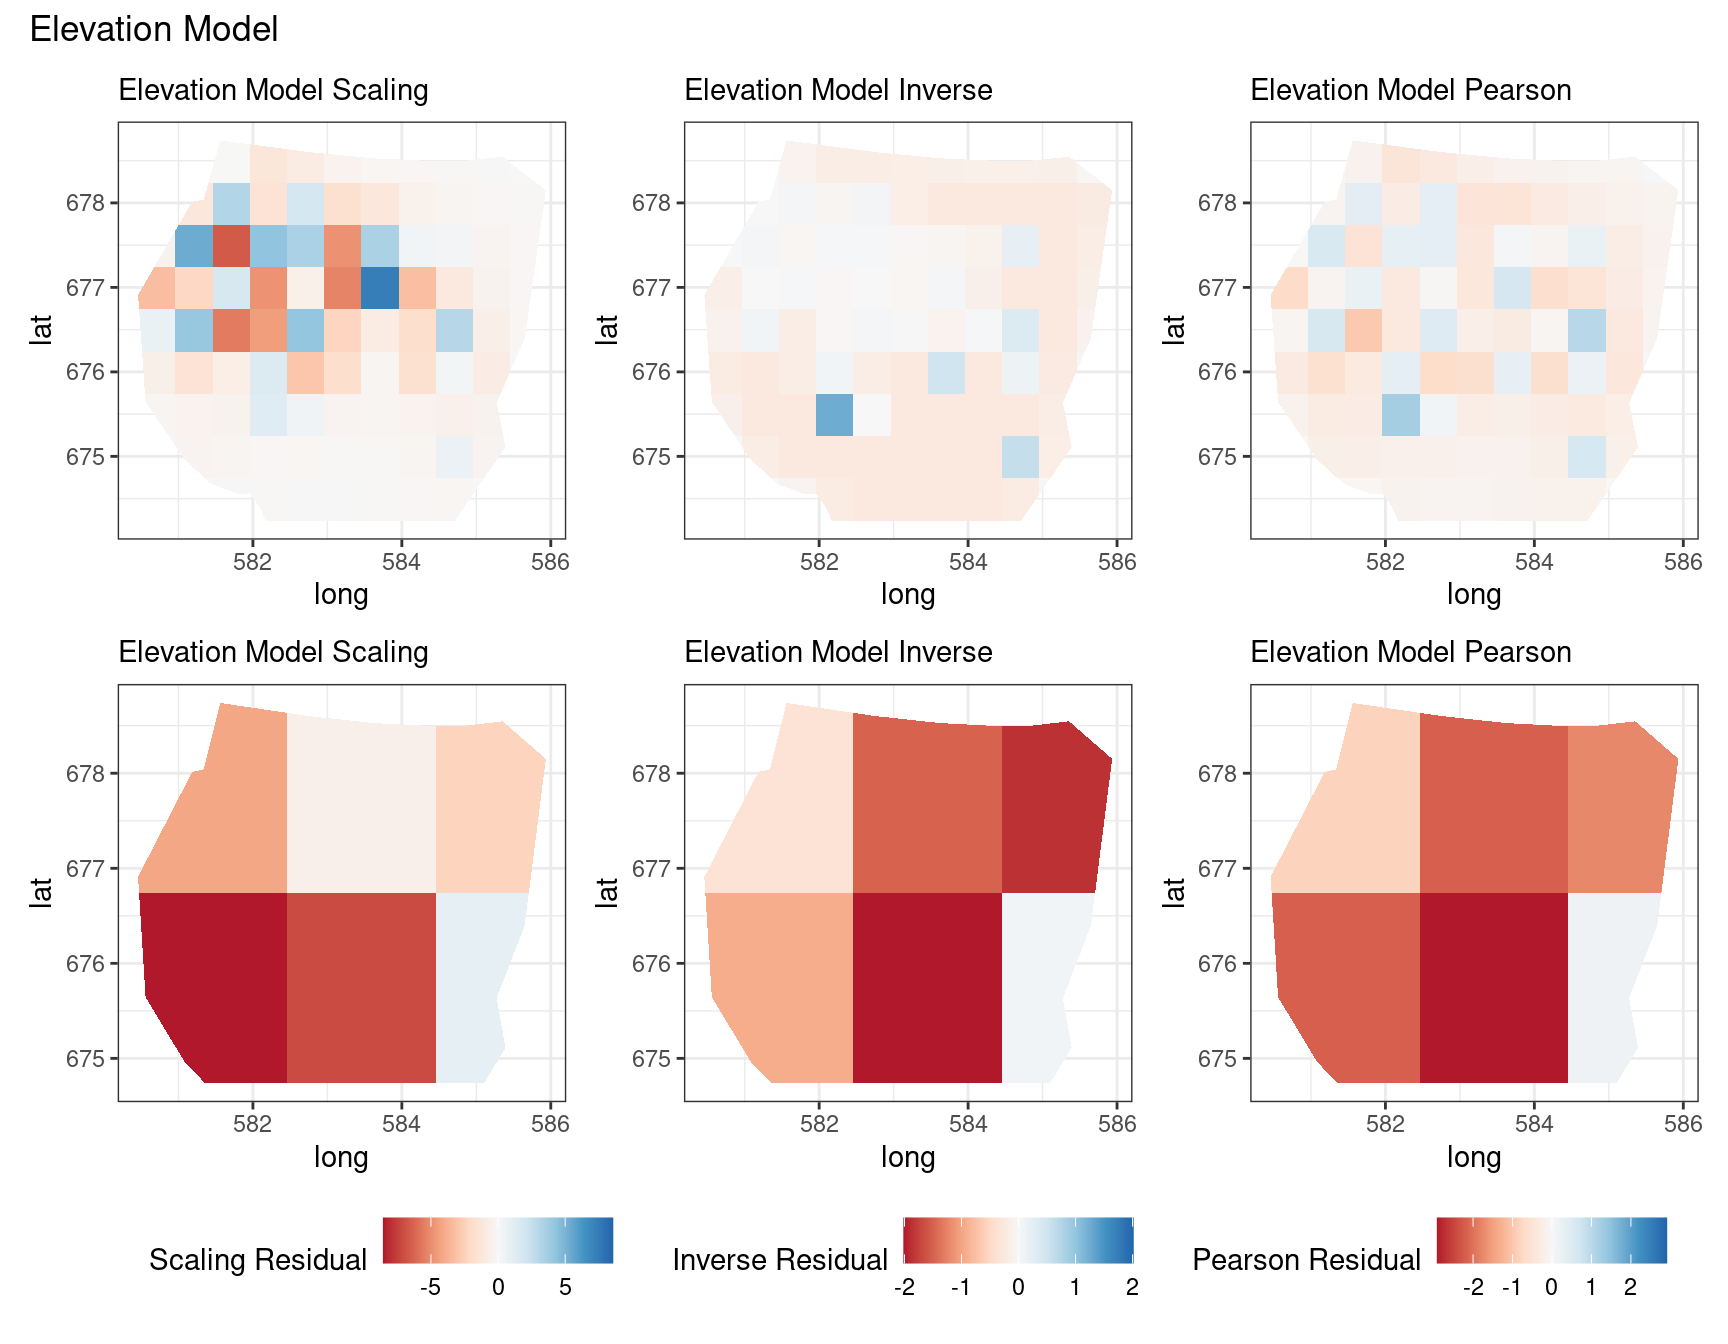 Elevation Model
Elevation Model Scaling
Elevation Model Inverse
Elevation Model Pearson
678
677
676
675
lat
582
584
586
long
678
677
676
675
lat
582
584
586
long
678
677
676
675
lat
582
584
586
long
Elevation Model Scaling
Elevation Model Inverse
Elevation Model Pearson
678
677
676
675
lat
582
584
586
long
678
677
676
675
lat
582
584
586
long
678
677
676
675
lat
582
584
586
long
Scaling Residual
-5 0 5
Inverse Residual
-2 -1 0 1 2
Pearson Residual
-2 -1 0 1 2